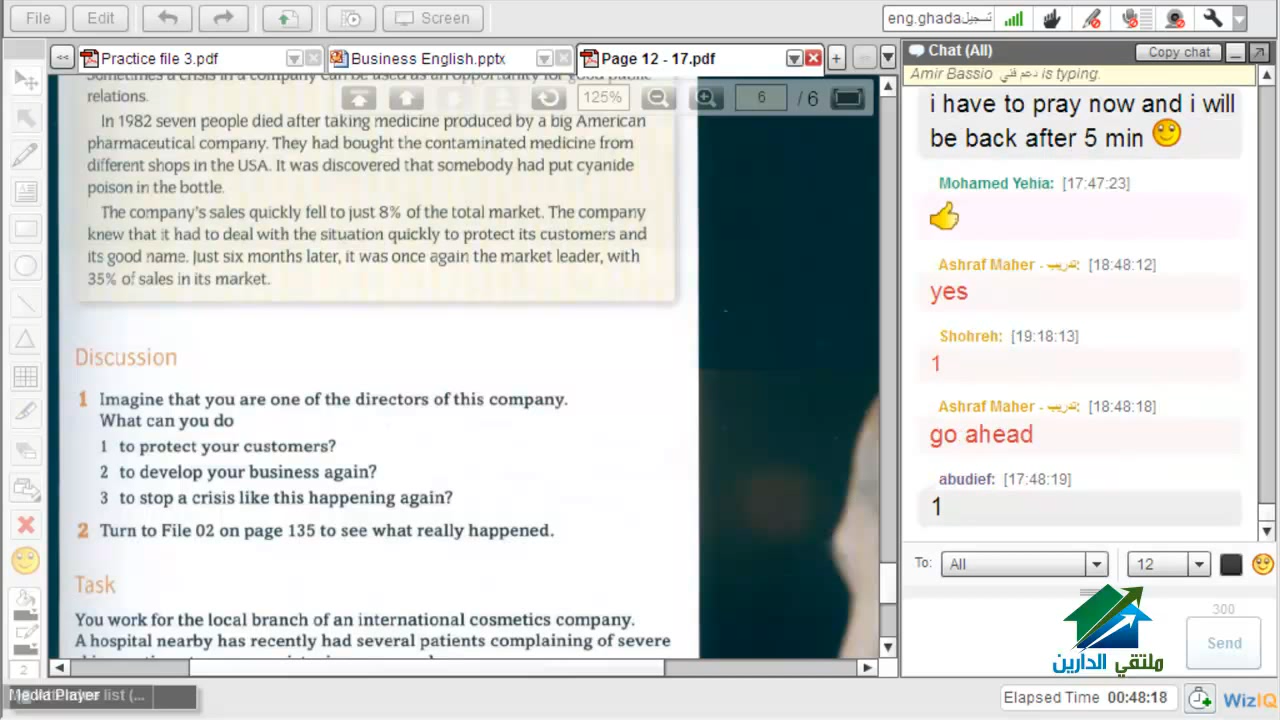 File
Edit
Screen
eng.ghada تسجيل
<<
Practice file 3.pdf
Business English.pptx
Page 12 - 17.pdf
Chat (All)
Copy chat
Amir Bassio دعم فني is typing.
relations.
125%
6
/ 6
In 1982 seven people died after taking medicine produced by a big American
pharmaceutical company. They had bought the contaminated medicine from
different shops in the USA. It was discovered that somebody had put cyanide
poison in the bottle.
The company's sales quickly fell to just 8% of the total market. The company
knew that it had to deal with the situation quickly to protect its customers and
its good name. Just six months later, it was once again the market leader, with
35% of sales in its market.
Discussion
1 Imagine that you are one of the directors of this company.
What can you do
1 to protect your customers?
2 to develop your business again?
3 to stop a crisis like this happening again?
2 Turn to File 02 on page 135 to see what really happened.
Task
You work for the local branch of an international cosmetics company.
A hospital nearby has recently had several patients complaining of severe
i have to pray now and i will
be back after 5 min
Mohamed Yehia: [17:47:23]
Ashraf Maher - تدريب: [18:48:12]
yes
Shohreh: [19:18:13]
1
Ashraf Maher - تدريب: [18:48:18]
go ahead
abudief: [17:48:19]
1
To:
All
12
300
Send
ملتقي الدارين
2
Media Player
list (...
Elapsed Time 00:48:18
WizIQ